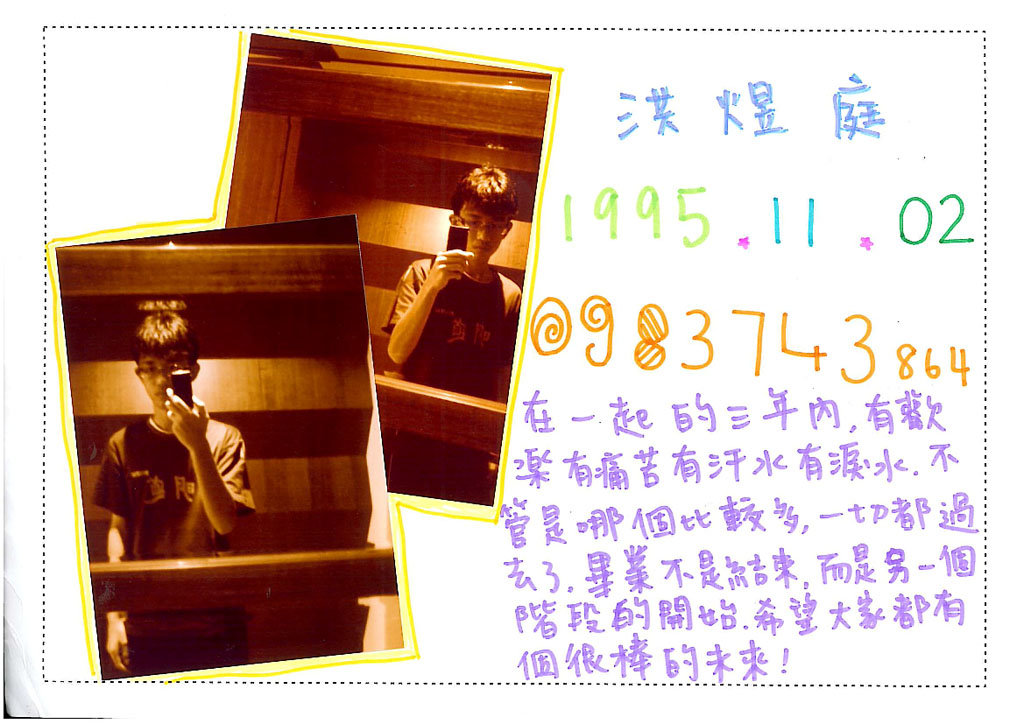 洪煜庭
1995.11.02
0983743864
在一起的三年內,有歡
樂有痛苦有汗水有淚水.不
管是哪個比較多,一切都過
去了.畢業不是結束,而是另一個
階段的開始.希望大家都有
個很棒的未來!